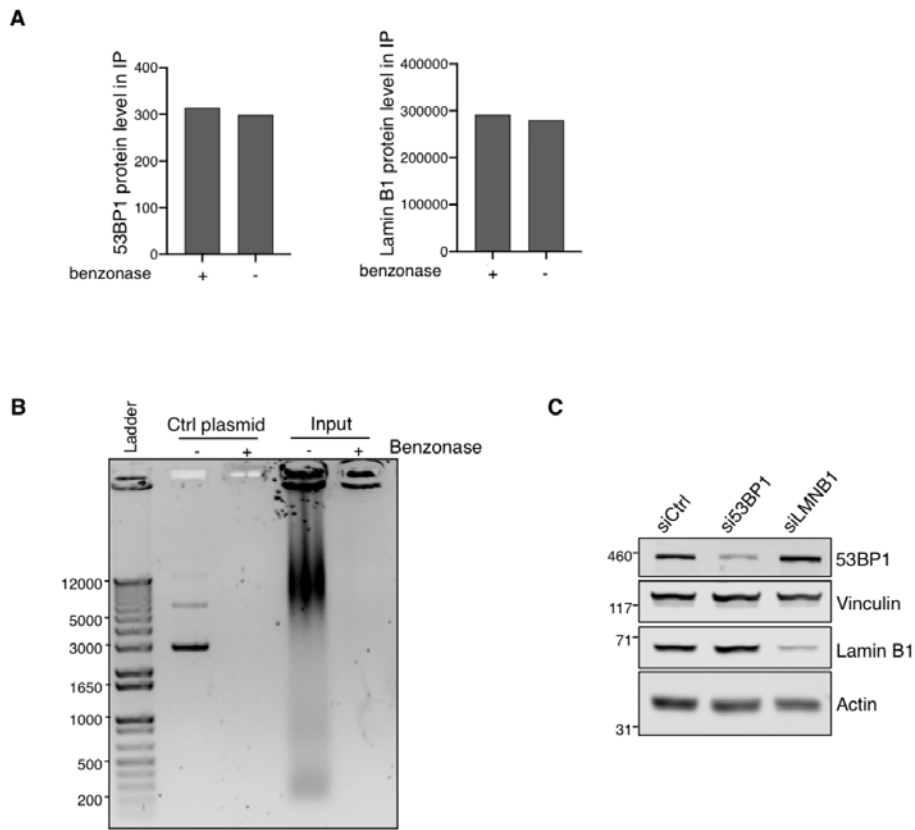 A
53BP1 protein level in IP
400
300
200
100
0
benzonase
+
-
Lamin B1 protein level in IP
400000
300000
200000
100000
0
benzonase
+
-
B
Ladder
Ctrl plasmid
Input
-
+
-
+
Benzonase
12000
5000
3000
1650
1000
500
200
C
siCtrl
si53BP1
siLMNB1
460
53BP1
117
Vinculin
71
Lamin B1
Actin
31